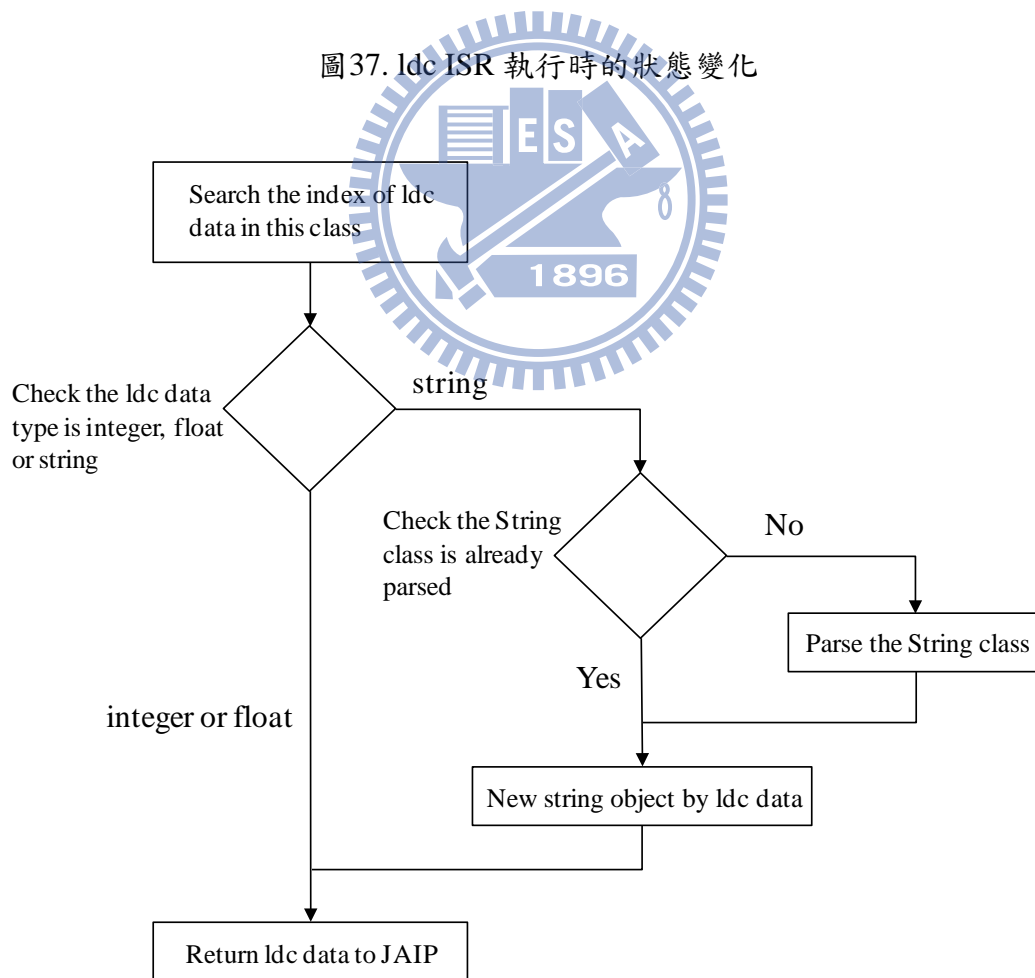 圖37. ldc ISR 執行時的狀態變化
E S A
1896
Search the index of ldc
data in this class
Check the ldc data
type is integer, float
or string
string
Check the String
class is already
parsed
No
Parse the String class
Yes
integer or float
New string object by ldc data
Return ldc data to JAIP